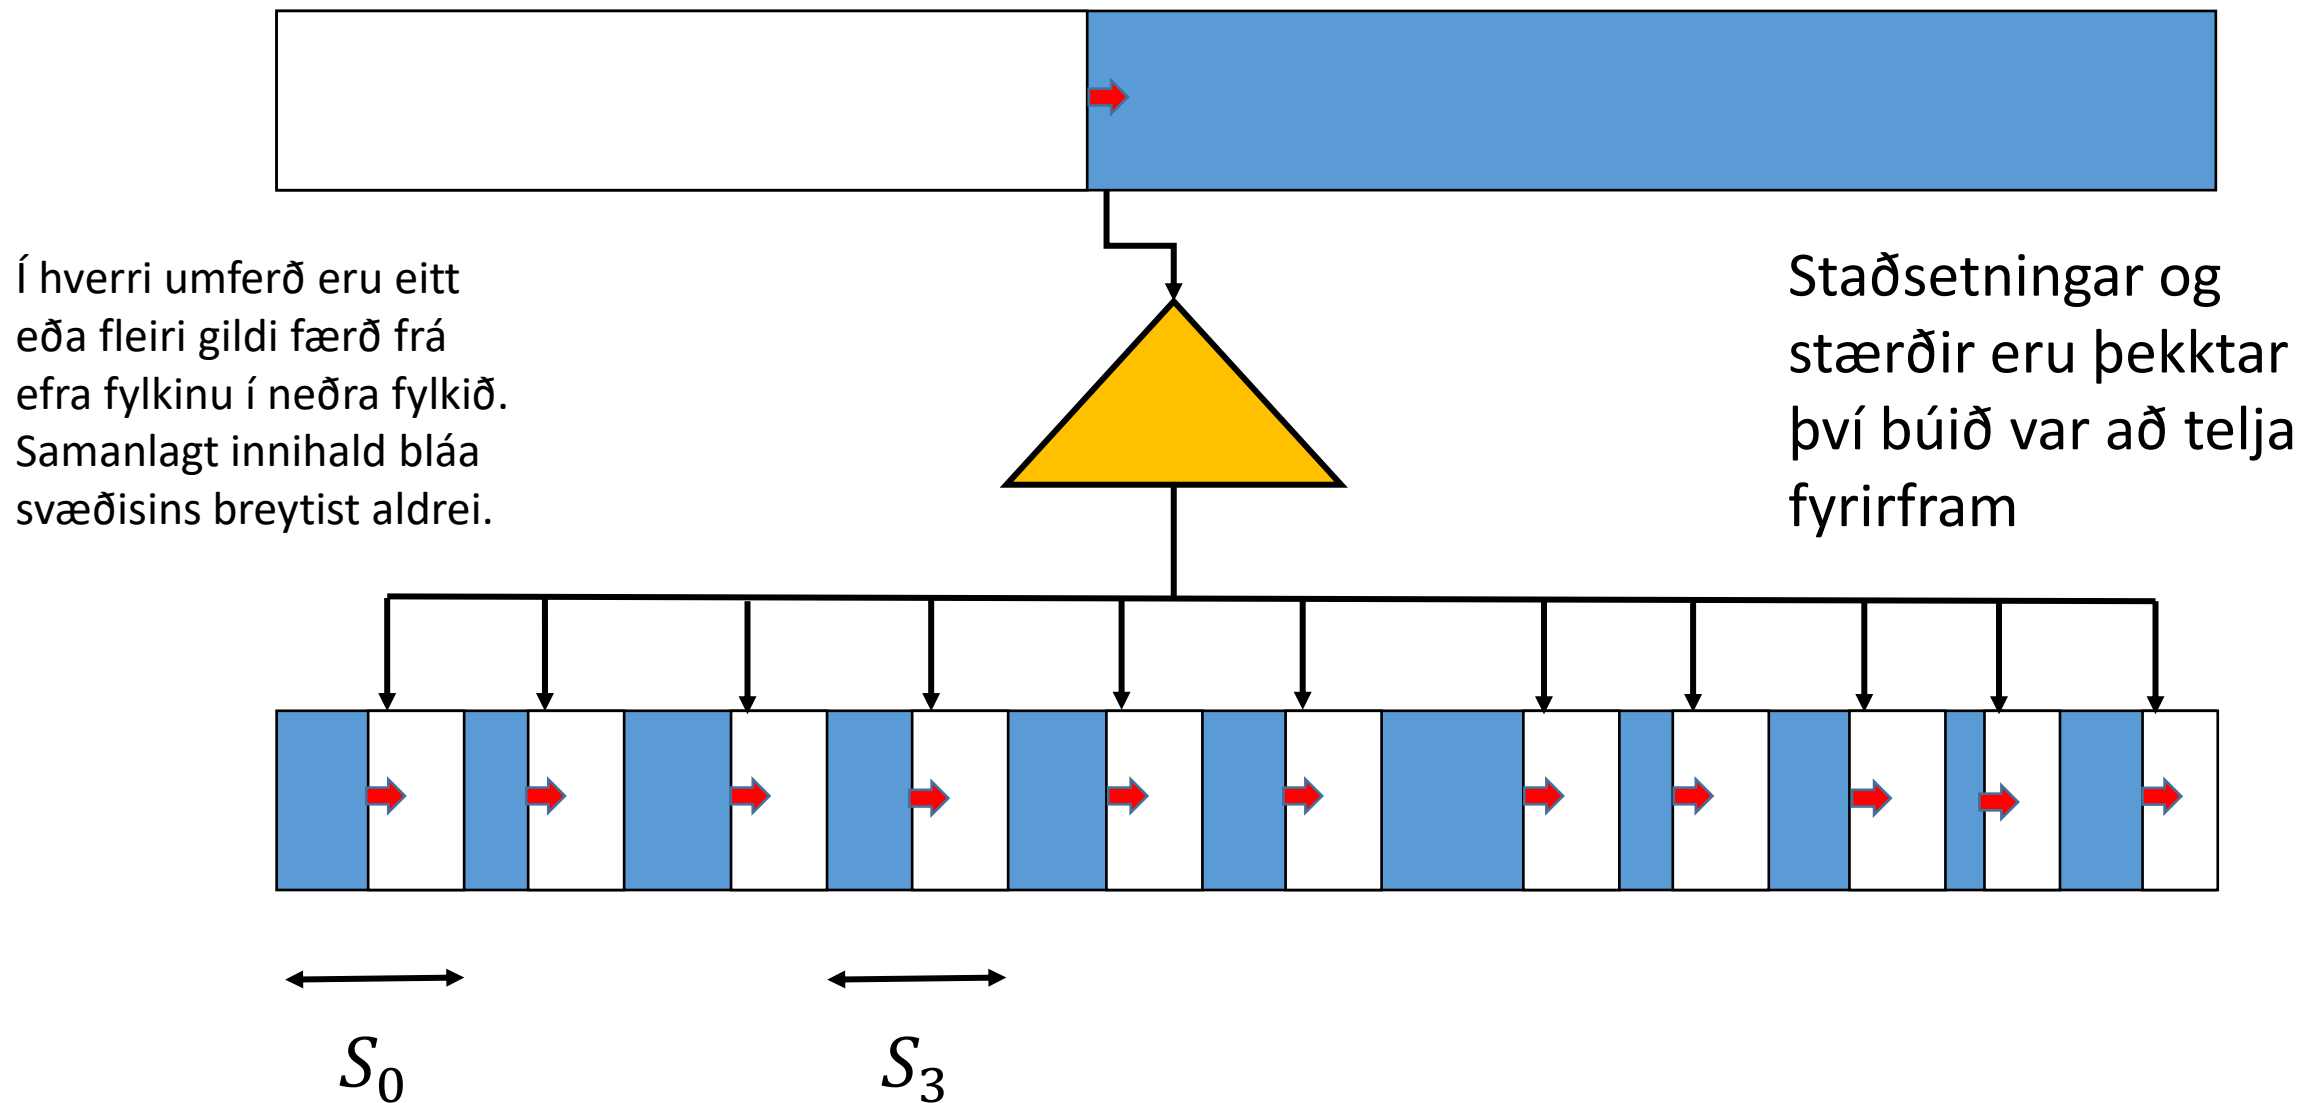 Í hverri umferð eru eitt
eða fleiri gildi færð frá
efra fylkinu í neðra fylkið.
Samanlagt innihald bláa
svæðisins breytist aldrei.
Staðsetningar og
stærðir eru þekktar
því búið var að telja
fyrirfram
S₀
S₃